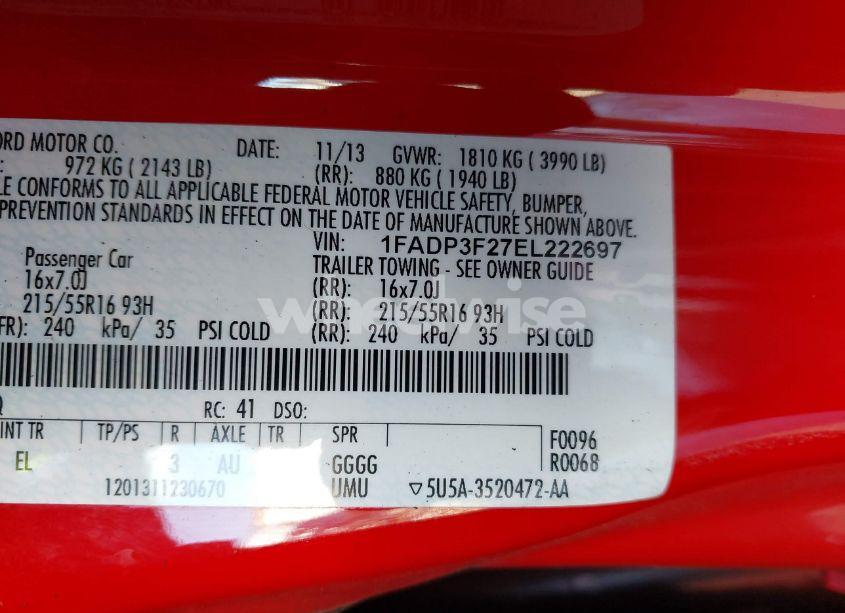 ORD MOTOR CO. DATE: 11/13 GVWR: 1810 KG ( 3990 LB)
: 972 KG ( 2143 LB) (RR): 880 KG ( 1940 LB)
LE CONFORMS TO ALL APPLICABLE FEDERAL MOTOR VEHICLE SAFETY, BUMPER,
PREVENTION STANDARDS IN EFFECT ON THE DATE OF MANUFACTURE SHOWN ABOVE.
VIN: 1FADP3F27EL222697
Passenger Car TRAILER TOWING - SEE OWNER GUIDE
16x7.0J (RR): 16x7.0J
215/55R16 93H (RR): 215/55R16 93H
FR): 240 kPa/ 35 PSI COLD (RR): 240 kPa/ 35 PSI COLD
wheelwise
RC: 41 DSO:
INT TR TP/PS R AXLE TR SPR F0096
EL 3 AU GGGG R0068
1201311230670 UMU ▽5U5A-3520472-AA